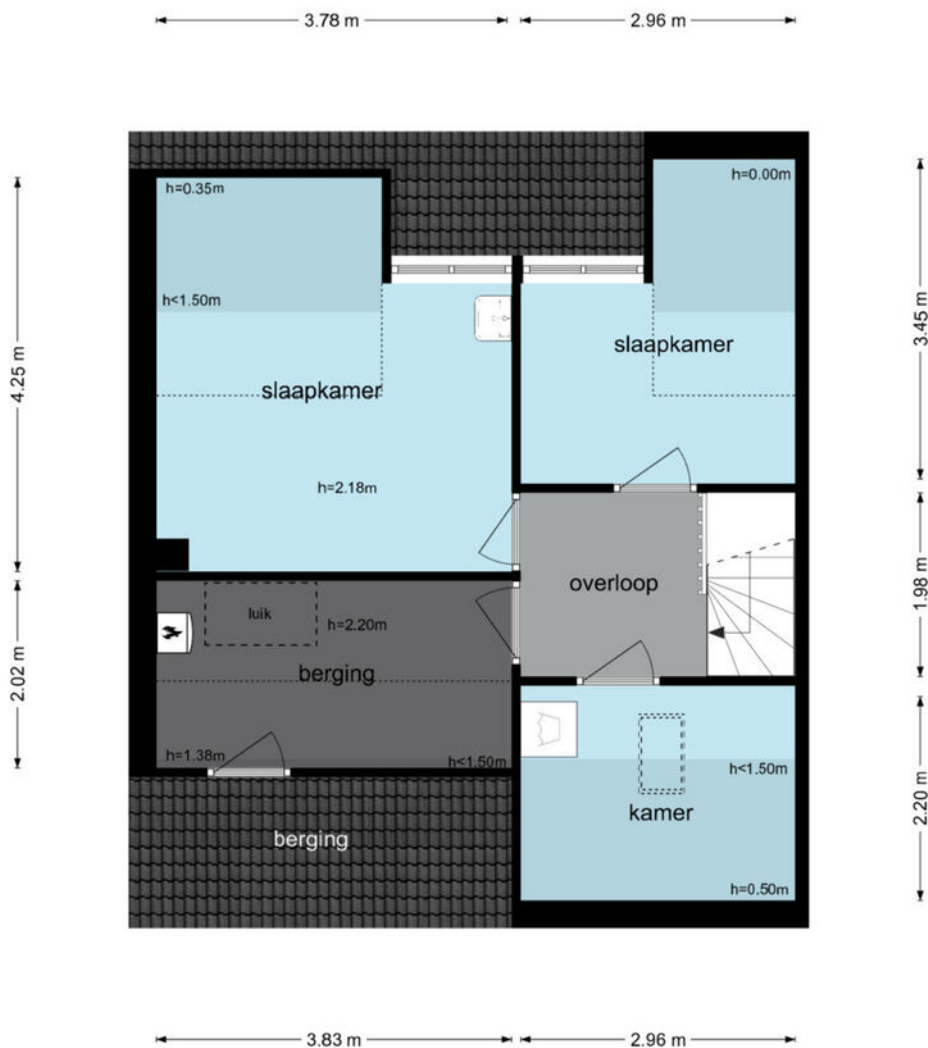 3.78 m
2.96 m
h=0.35m
h=0.00m
h<1.50m
4.25 m
3.45 m
slaapkamer
slaapkamer
h=2.18m
overloop
1.98 m
luik
h=2.20m
2.02 m
berging
h=1.38m
h<1.50m
h<1.50m
kamer
2.20 m
berging
h=0.50m
3.83 m
2.96 m